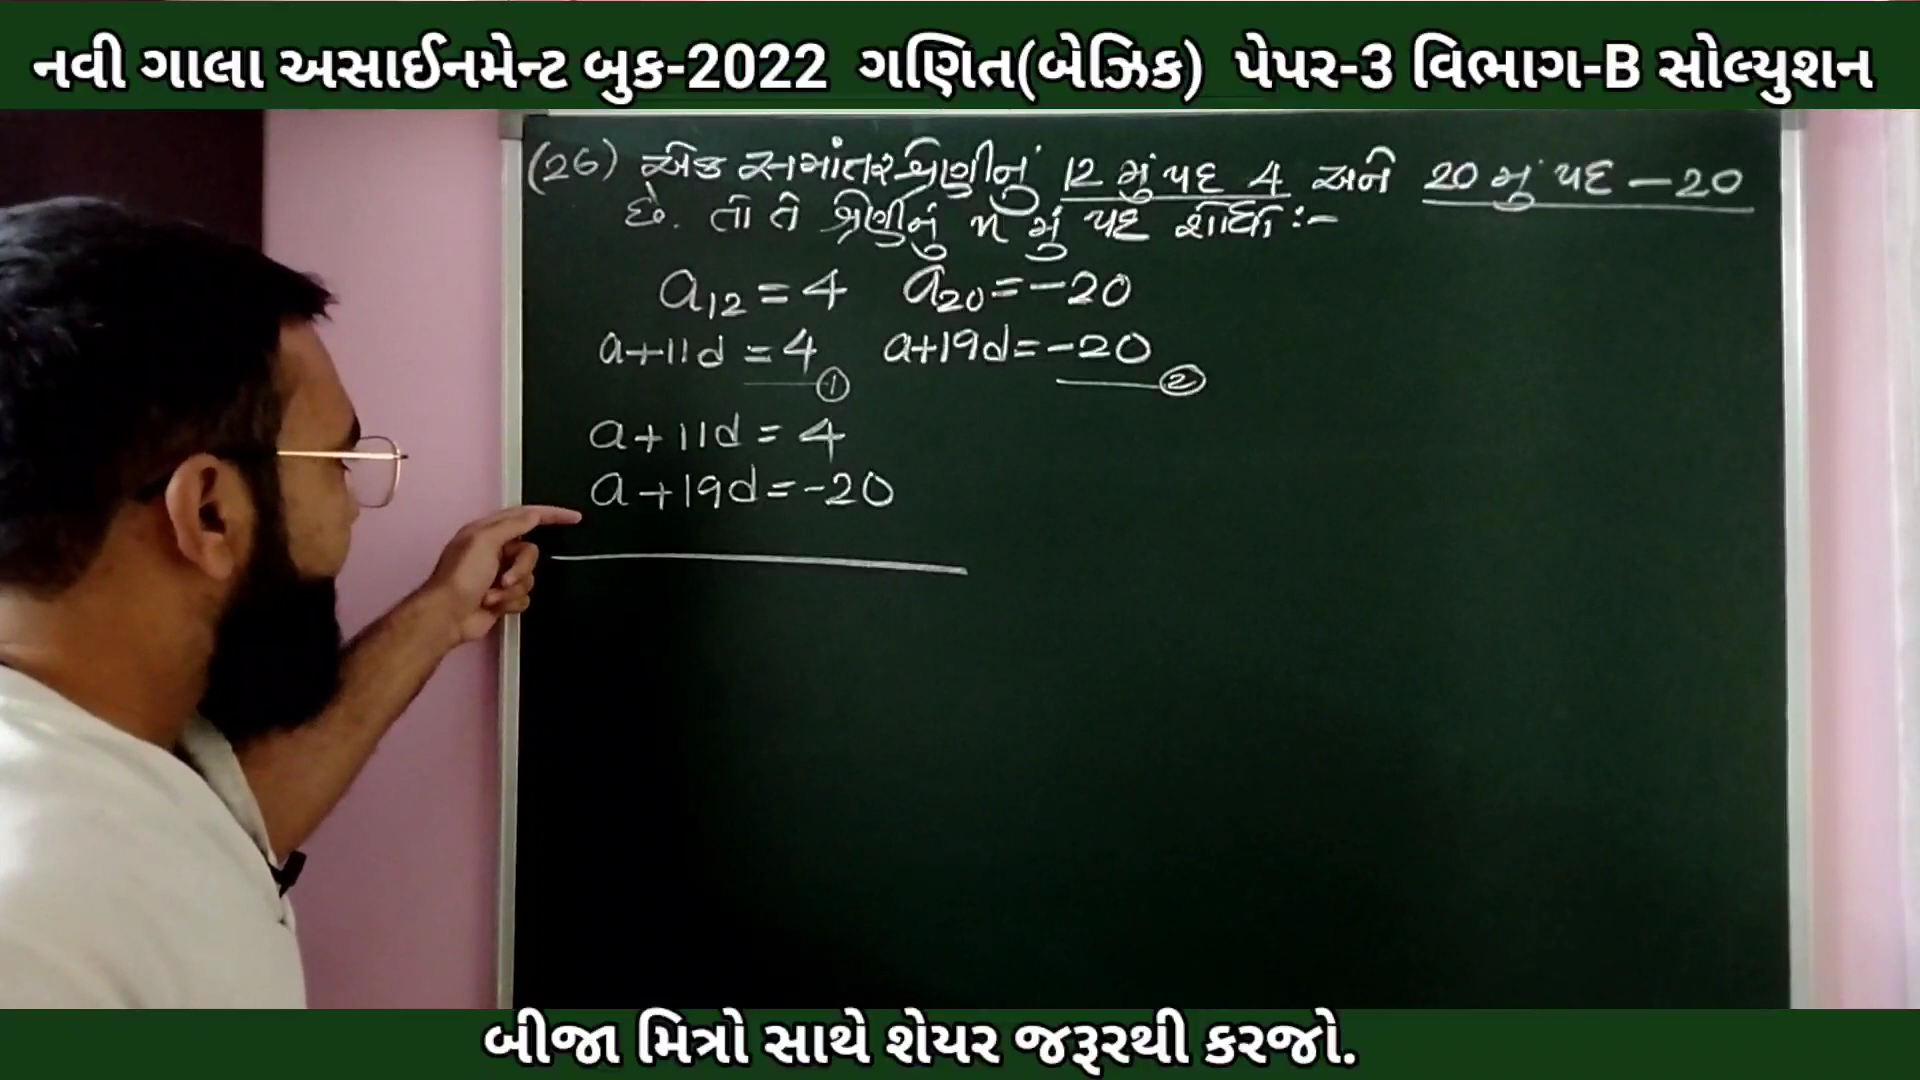 નવી ગાલા અસાઈનમેન્ટ બુક-2022 ગણિત(બેઝિક) પેપર-3 વિભાગ-B સોલ્યુશન
(26) એક સમાંતર શ્રેણીનું 12 મું પદ 4 અને 20 મું પદ -20
છે. તો તે શ્રેણીનું n મું પદ શોધો :-
a₁₂ = 4 a₂₀ = -20
a+11d = 4 a+19d = -20
① ②
a + 11d = 4
a + 19d = -20
બીજા મિત્રો સાથે શેયર જરૂરથી કરજો.